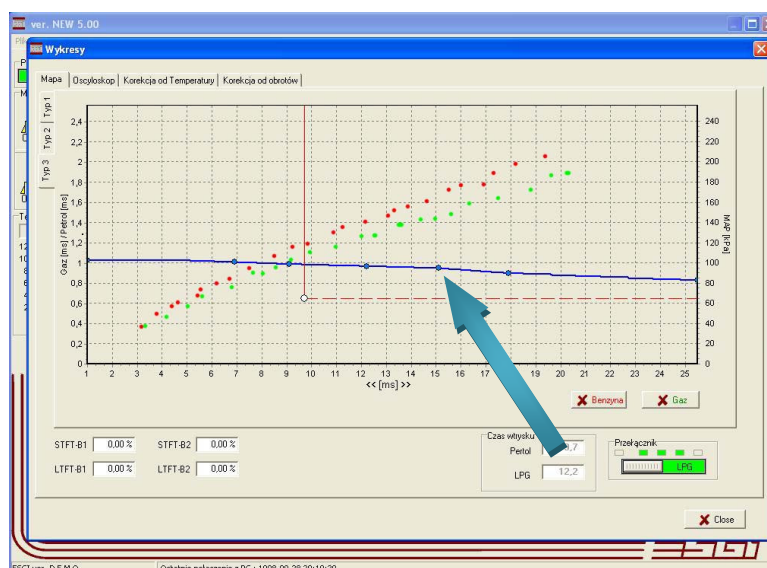 ver. NEW 5.00
Wykresy
Mapa Oscyloskop Korekcja od Temperatury Korekcja od obrotów
Typ 1
Typ 2
Typ 3
Gaz [ms] / Petrol [ms]
2,4
2,2
2
1,8
1,6
1,4
1,2
1
0,8
0,6
0,4
0,2
0
240
220
200
180
160
140
120
100
80
60
40
20
0
MAP [kPa]
1 2 3 4 5 6 7 8 9 10 11 12 13 14 15 16 17 18 19 20 21 22 23 24 25
<< [ms] >>
Benzyna Gaz
STFT-B1 0,00 % STFT-B2 0,00 %
LTFT-B1 0,00 % LTFT-B2 0,00 %
Czas wtrysku
Pertol
LPG 12,2
Przełącznik
LPG
Close